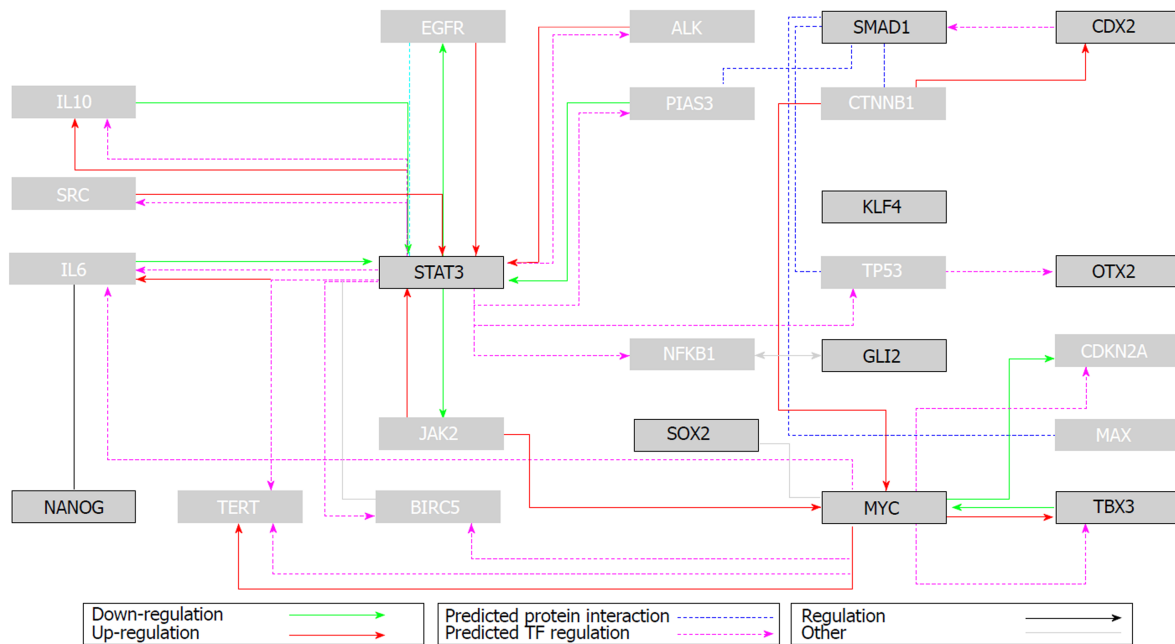 EGFR
ALK
SMAD1
CDX2
IL10
PIAS3
CTNNB1
SRC
KLF4
IL6
STAT3
TP53
OTX2
NFKB1
GLI2
CDKN2A
JAK2
SOX2
MAX
NANOG
TERT
BIRC5
MYC
TBX3
Down-regulation
Up-regulation
Predicted protein interaction
Predicted TF regulation
Regulation
Other